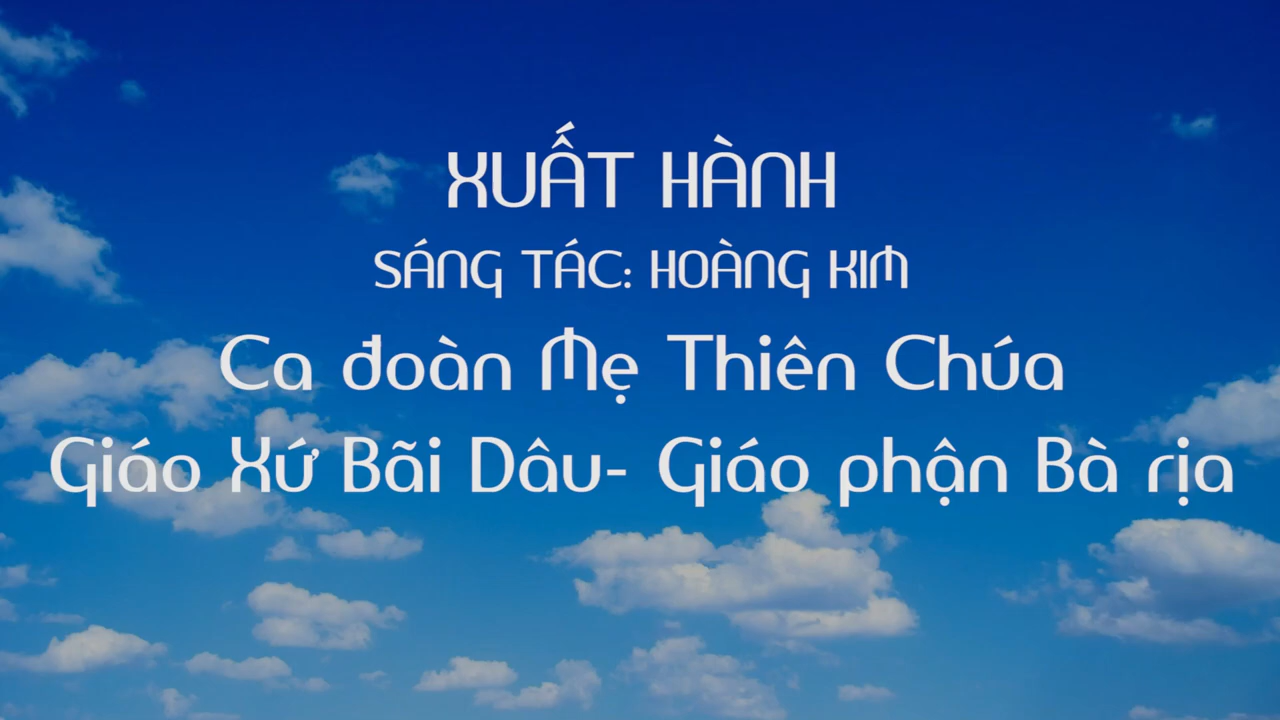 XUẤT HÀNH
SÁNG TÁC: HOÀNG KIM
Ca đoàn Mẹ Thiên Chúa
Giáo Xứ Bãi Dâu- Giáo phận Bà rịa